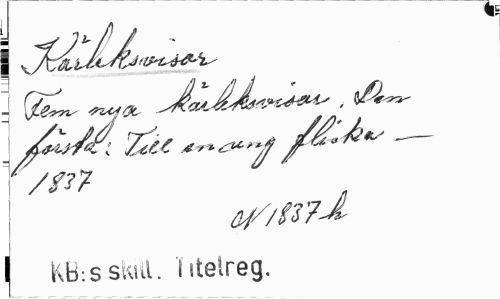 Kärleksvisor
Fem nya kärleksvisor. Den
första: Till en ung flicka —
1837
N 1837 h
KB:s skill. Titelreg.